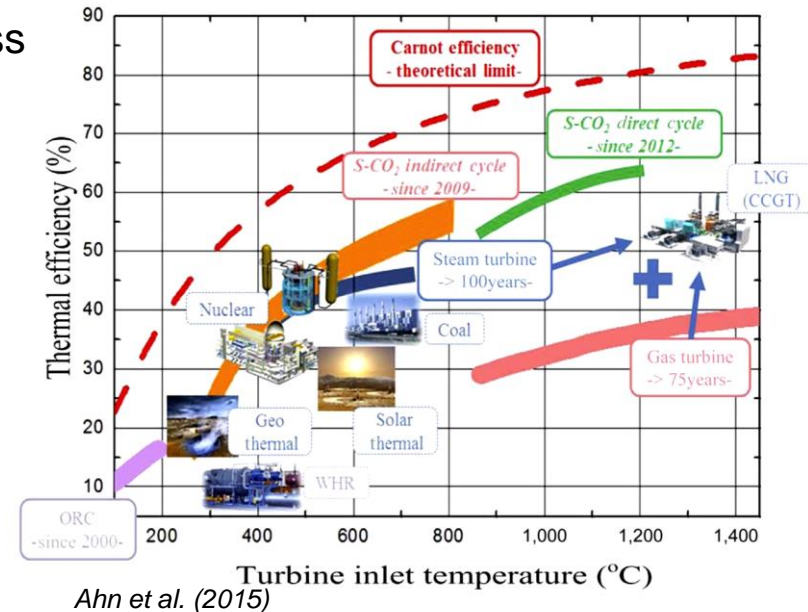 ss
90
80
70
60
50
40
30
20
10
Thermal efficiency (%)
Carnot efficiency
- theoretical limit-
S-CO₂ direct cycle
- since 2012-
S-CO₂ indirect cycle
- since 2009-
LNG
(CCGT)
Steam turbine
-> 100years-
Nuclear
Coal
Gas turbine
-> 75years-
Geo
thermal
Solar
thermal
WHR
ORC
-since 2000-
200 400 600 800 1,000 1,200 1,400
Turbine inlet temperature (°C)
Ahn et al. (2015)